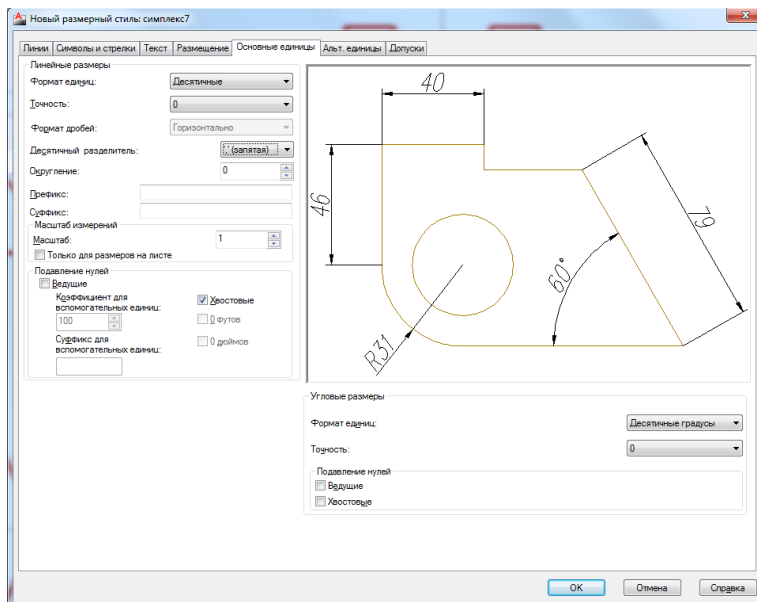 Новый размерный стиль: симплекс7
Линии Символы и стрелки Текст Размещение Основные единицы Альт. единицы Допуски
Линейные размеры
Формат единиц: Десятичные
Точность: 0
Формат дробей: Горизонтально
Десятичный разделитель: ',' (запятая)
Округление: 0
Префикс:
Суффикс:
Масштаб измерений
Масштаб: 1
Только для размеров на листе
Подавление нулей
Ведущие
Коэффициент для вспомогательных единиц:
100
Суффикс для вспомогательных единиц:
Хвостовые
0 футов
0 дюймов
40
46
67
60°
R31
Угловые размеры
Формат единиц: Десятичные градусы
Точность: 0
Подавление нулей
Ведущие
Хвостовые
OK Отмена Справка